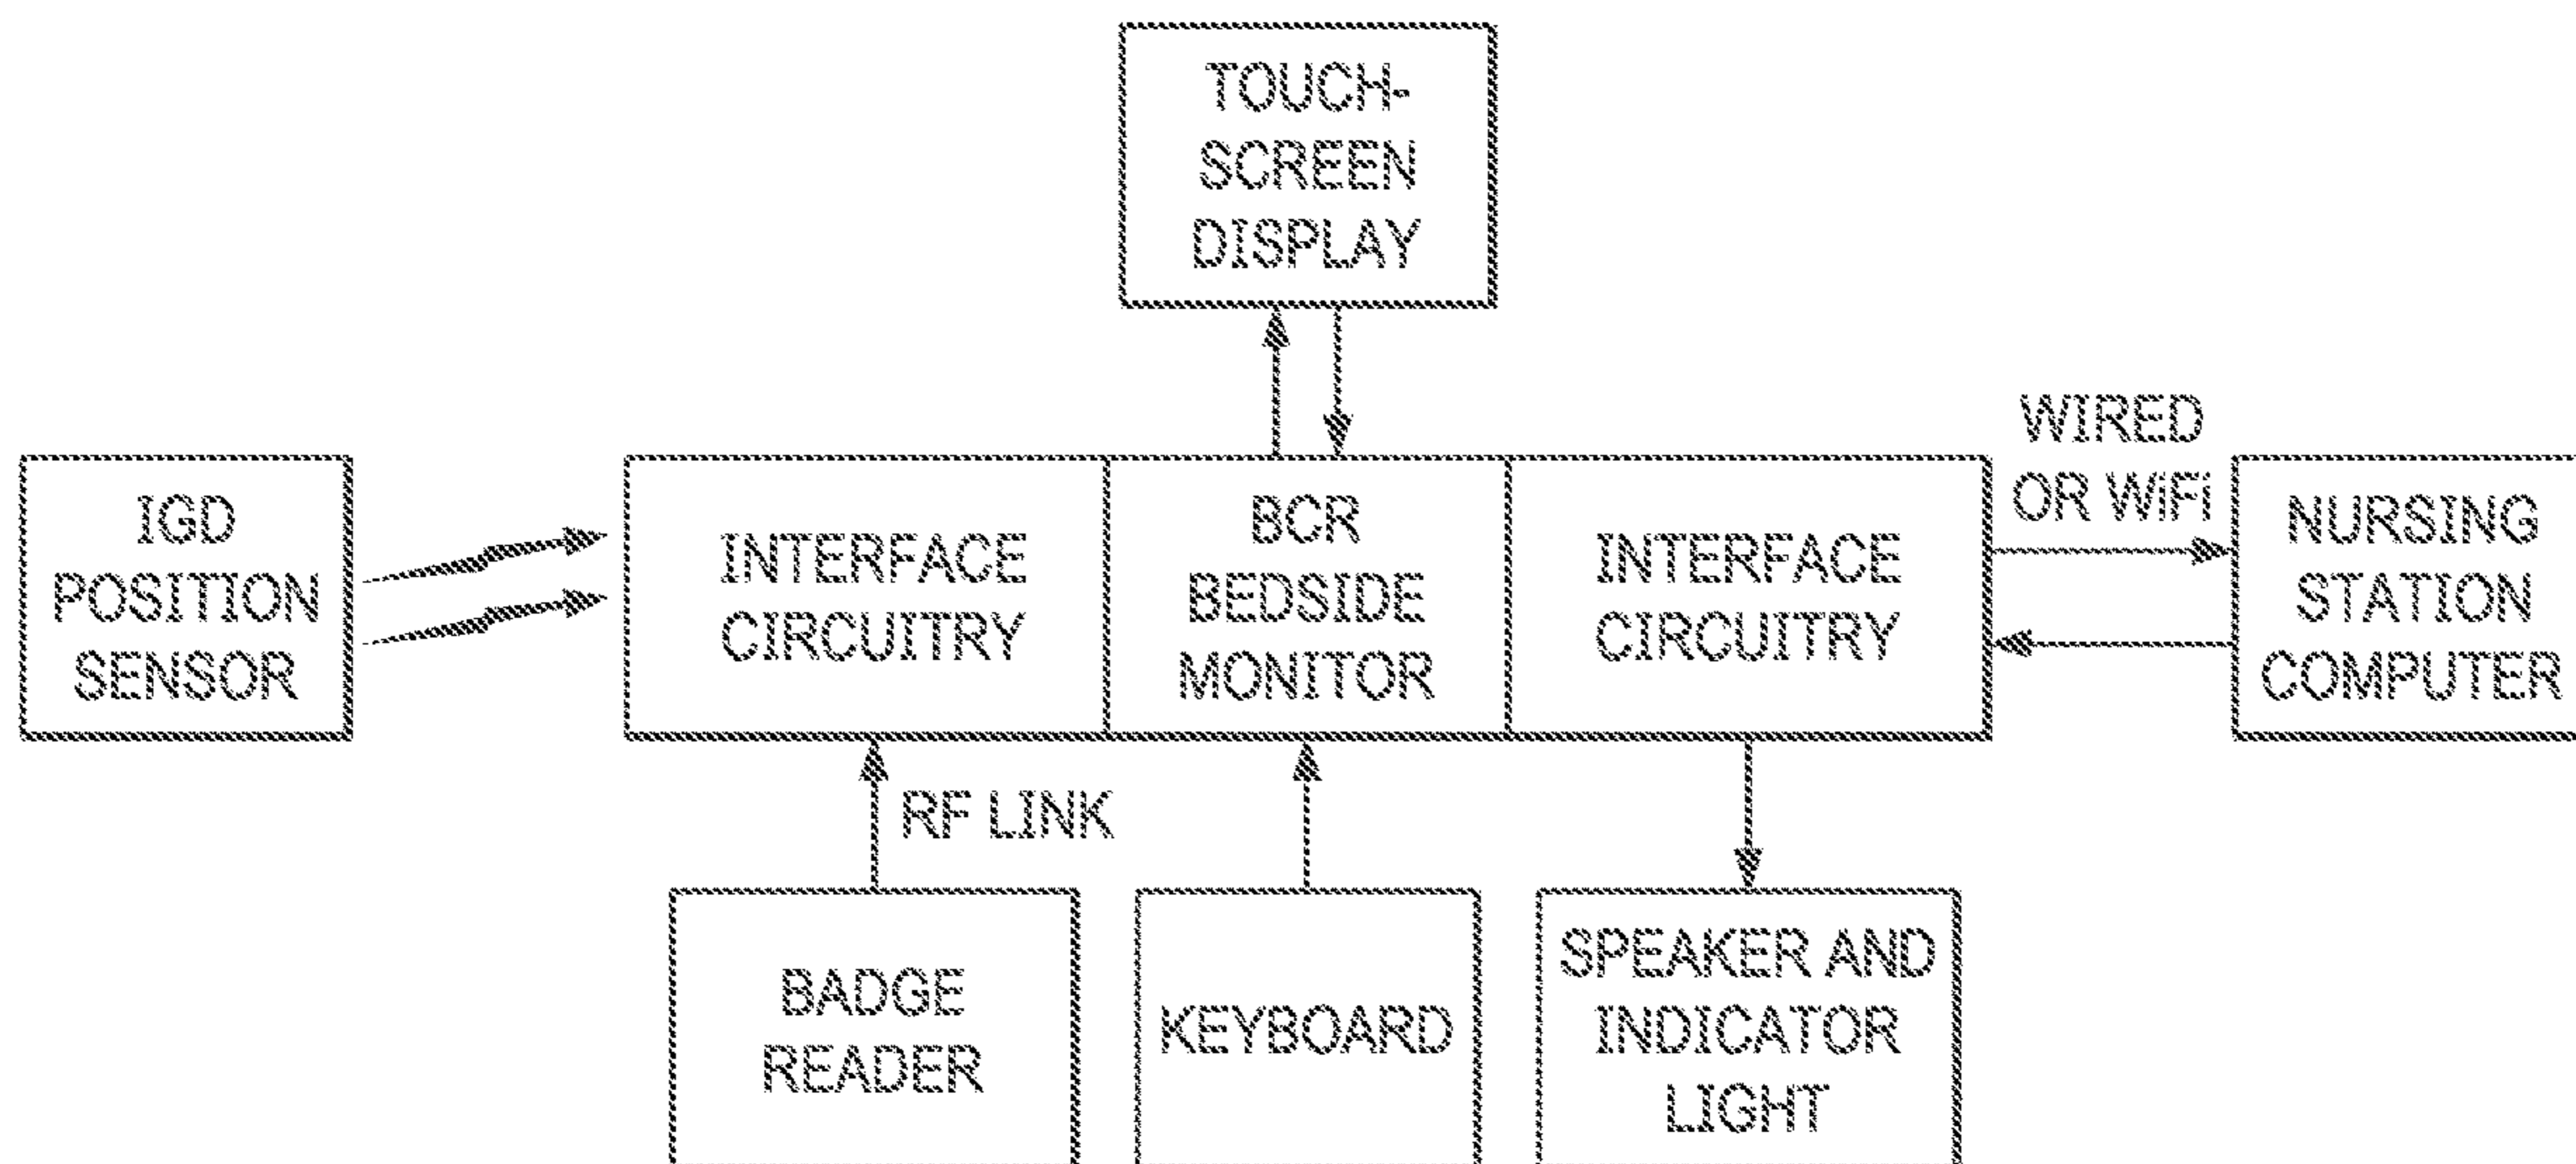 TOUCH-
SCREEN
DISPLAY
WIRED
OR WiFi
IGD
POSITION
SENSOR
INTERFACE
CIRCUITRY
BCR
BEDSIDE
MONITOR
INTERFACE
CIRCUITRY
NURSING
STATION
COMPUTER
RF LINK
BADGE
READER
KEYBOARD
SPEAKER AND
INDICATOR
LIGHT